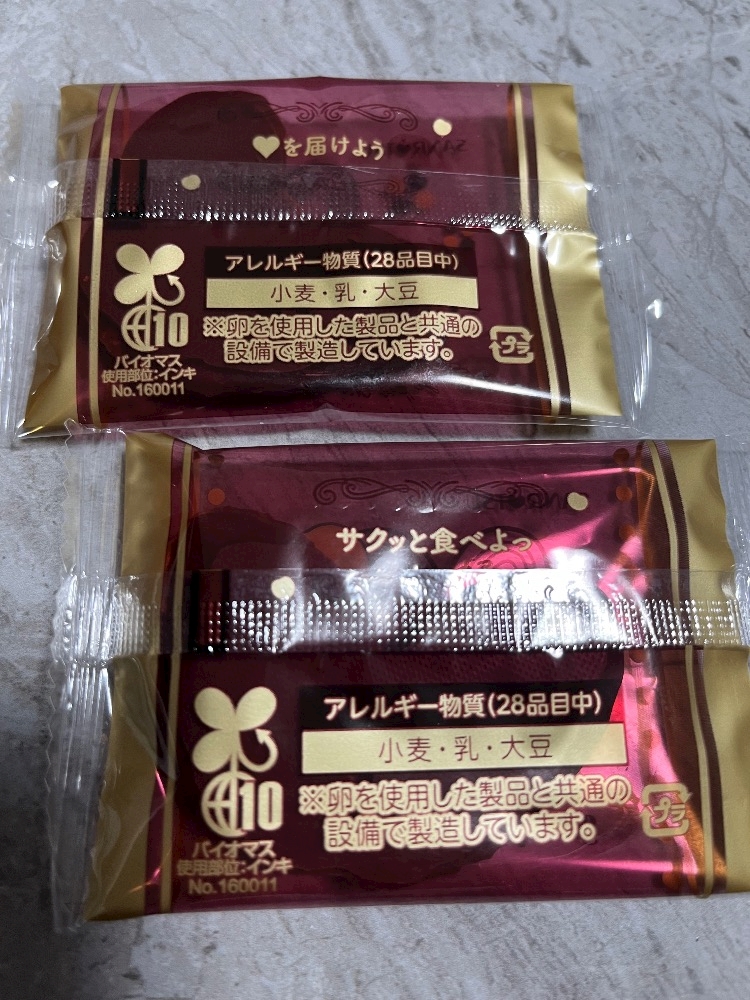 ♥を届けよう
アレルギー物質(28品目中)
小麦・乳・大豆
※卵を使用した製品と共通の
設備で製造しています。
プラ
10
バイオマス
使用部位:インキ
No.160011
サクッと食べよっ
アレルギー物質(28品目中)
小麦・乳・大豆
※卵を使用した製品と共通の
設備で製造しています。
プラ
10
バイオマス
使用部位:インキ
No.160011